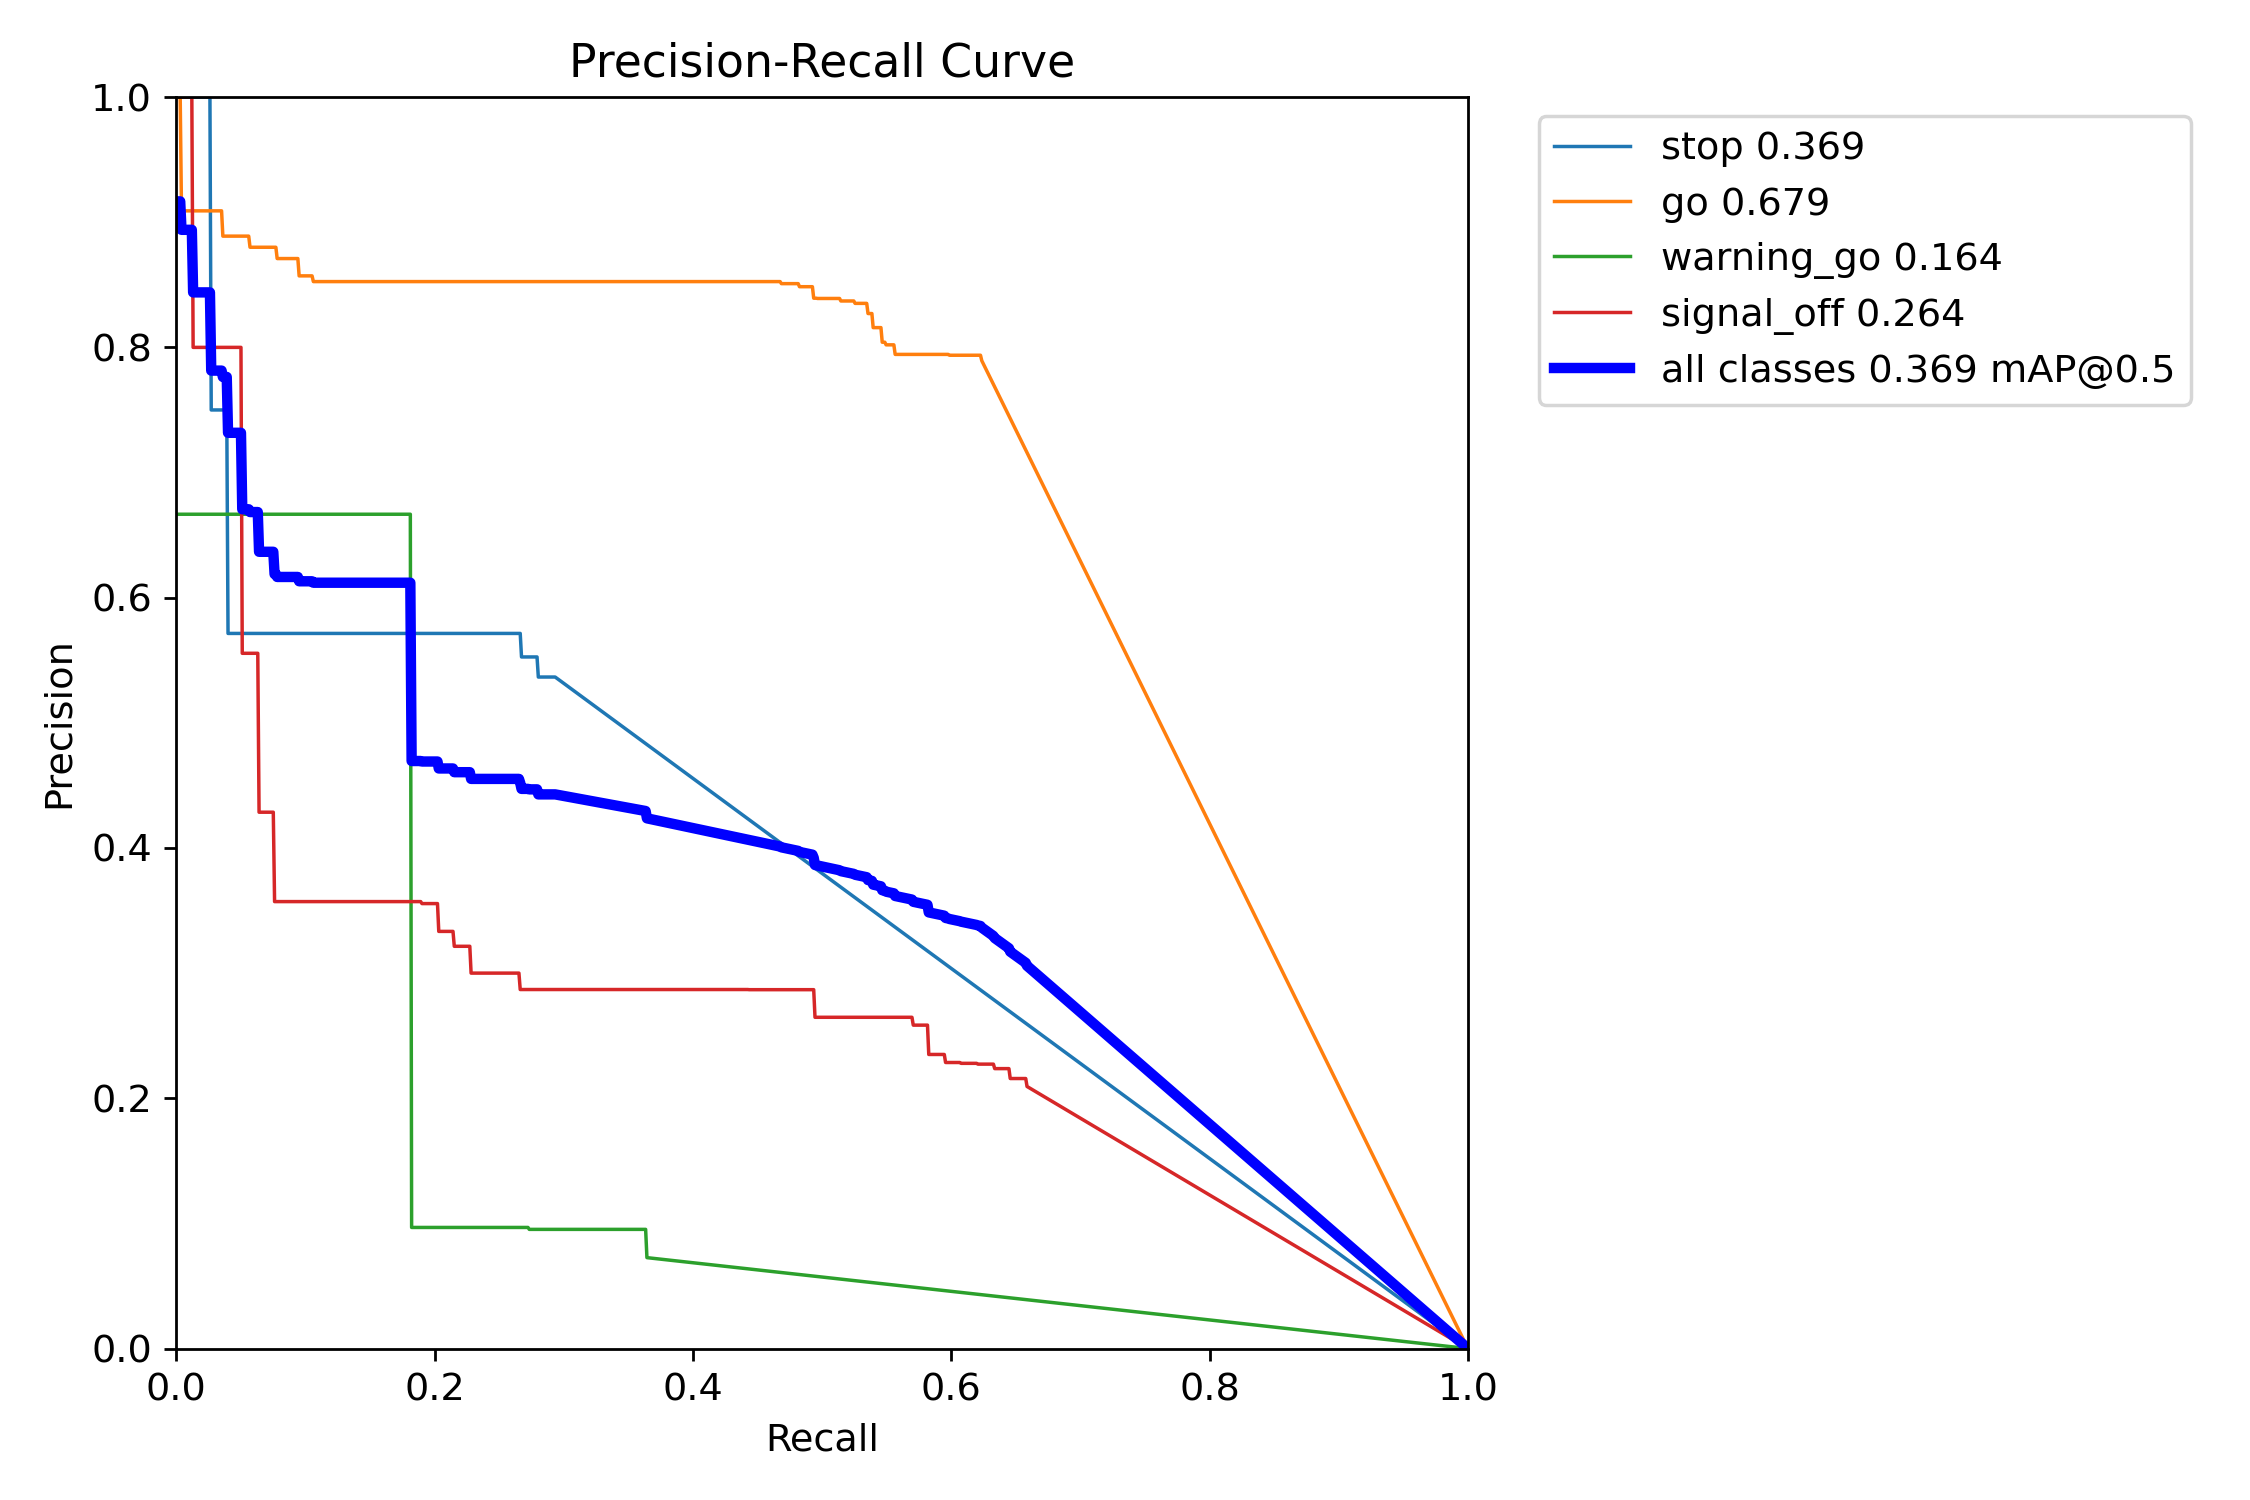 Precision-Recall Curve
1.0
0.8
0.6
0.4
0.2
0.0
Precision
0.0 0.2 0.4 0.6 0.8 1.0
Recall
stop 0.369
go 0.679
warning_go 0.164
signal_off 0.264
all classes 0.369 mAP@0.5